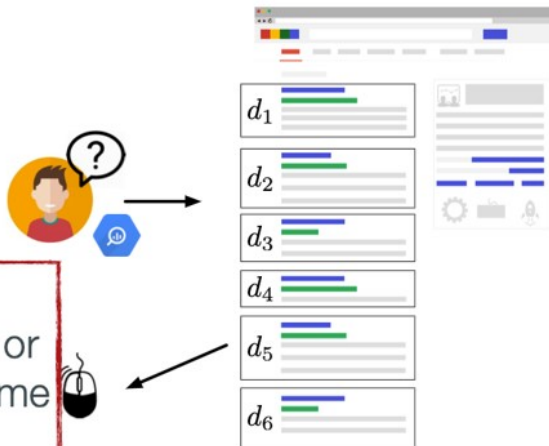 ?
d₁
d₂
d₃
d₄
or
d₅
me
d₆